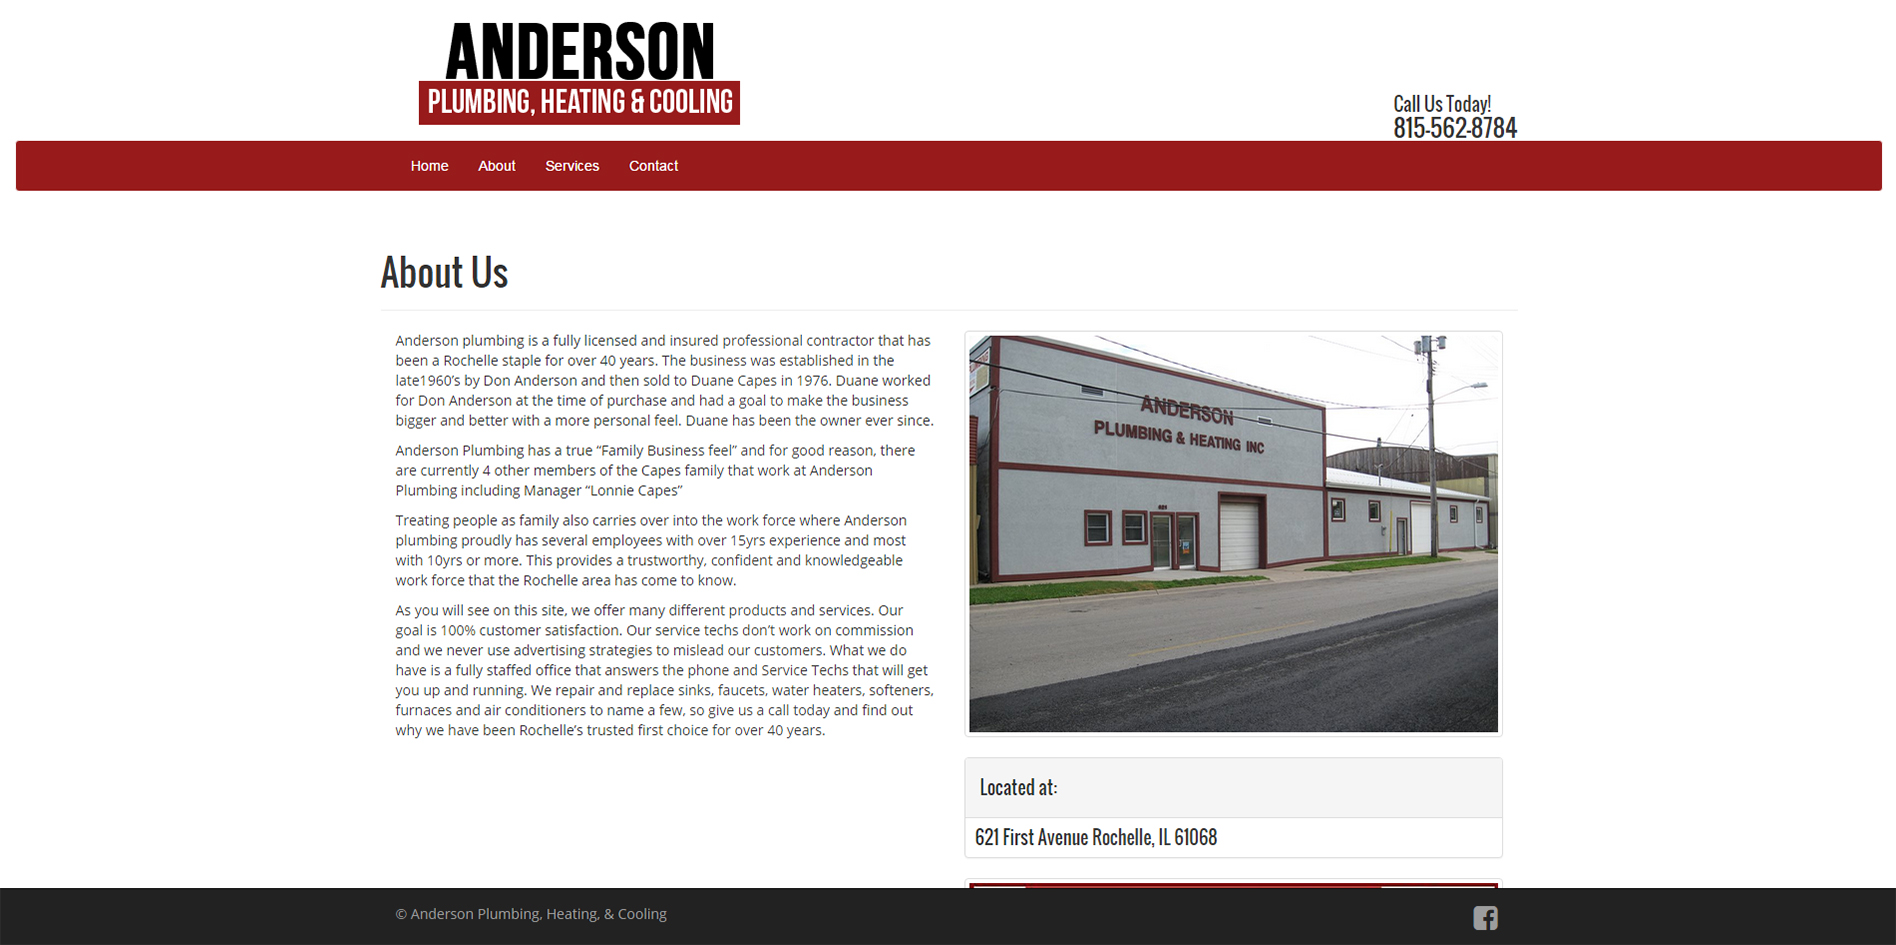 ANDERSON
PLUMBING, HEATING & COOLING
Call Us Today!
815-562-8784
Home
About
Services
Contact
About Us
Anderson plumbing is a fully licensed and insured professional contractor that has
been a Rochelle staple for over 40 years. The business was established in the
late1960’s by Don Anderson and then sold to Duane Capes in 1976. Duane worked
for Don Anderson at the time of purchase and had a goal to make the business
bigger and better with a more personal feel. Duane has been the owner ever since.
Anderson Plumbing has a true “Family Business feel” and for good reason, there
are currently 4 other members of the Capes family that work at Anderson
Plumbing including Manager “Lonnie Capes”
Treating people as family also carries over into the work force where Anderson
plumbing proudly has several employees with over 15yrs experience and most
with 10yrs or more. This provides a trustworthy, confident and knowledgeable
work force that the Rochelle area has come to know.
As you will see on this site, we offer many different products and services. Our
goal is 100% customer satisfaction. Our service techs don’t work on commission
and we never use advertising strategies to mislead our customers. What we do
have is a fully staffed office that answers the phone and Service Techs that will get
you up and running. We repair and replace sinks, faucets, water heaters, softeners,
furnaces and air conditioners to name a few, so give us a call today and find out
why we have been Rochelle’s trusted first choice for over 40 years.
ANDERSON
PLUMBING & HEATING INC
Located at:
621 First Avenue Rochelle, IL 61068
© Anderson Plumbing, Heating, & Cooling